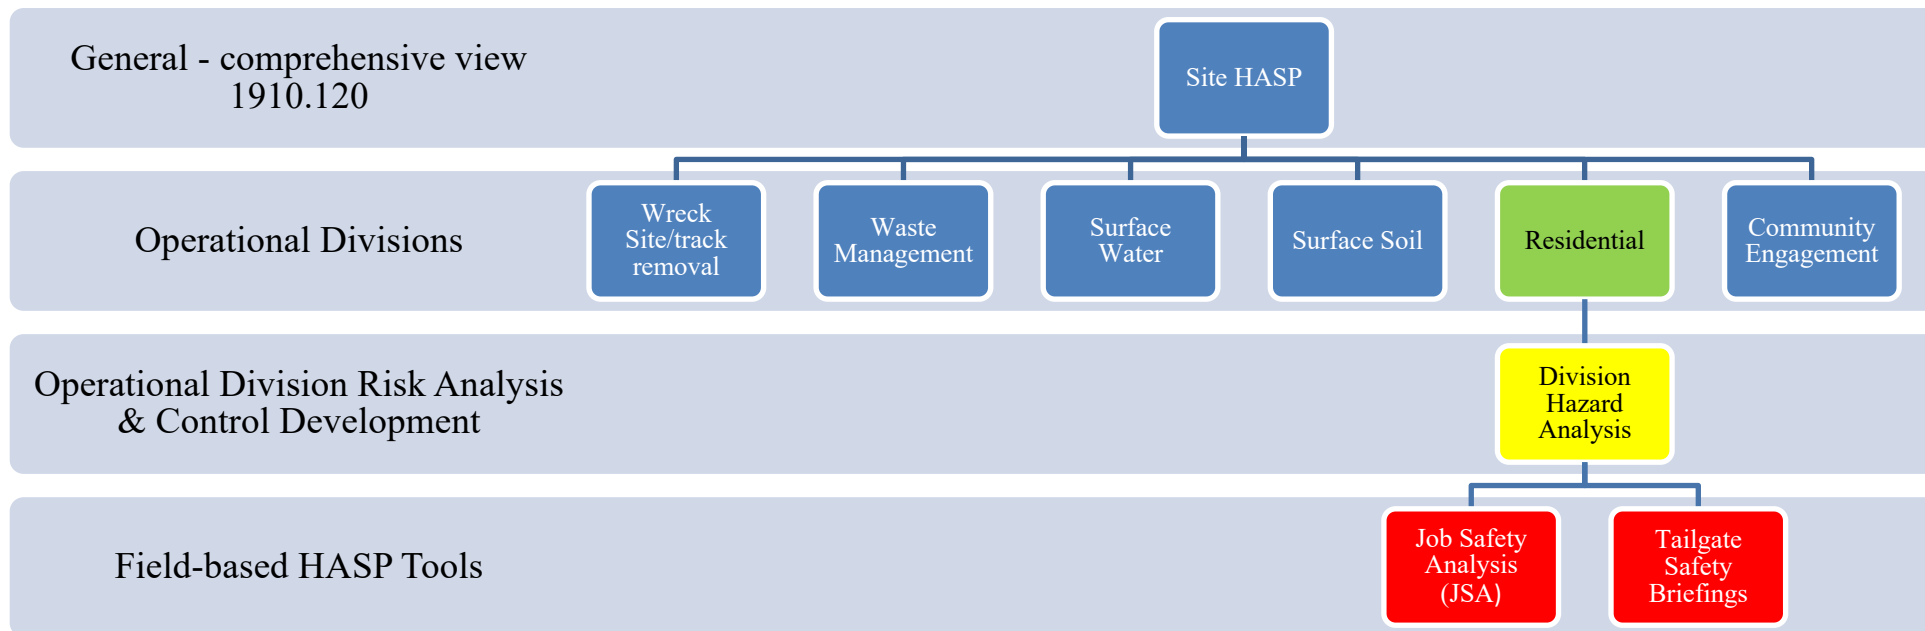 General - comprehensive view
1910.120
Site HASP
Operational Divisions
Wreck
Site/track
removal
Waste
Management
Surface
Water
Surface Soil
Residential
Community
Engagement
Operational Division Risk Analysis
& Control Development
Division
Hazard
Analysis
Field-based HASP Tools
Job Safety
Analysis
(JSA)
Tailgate
Safety
Briefings